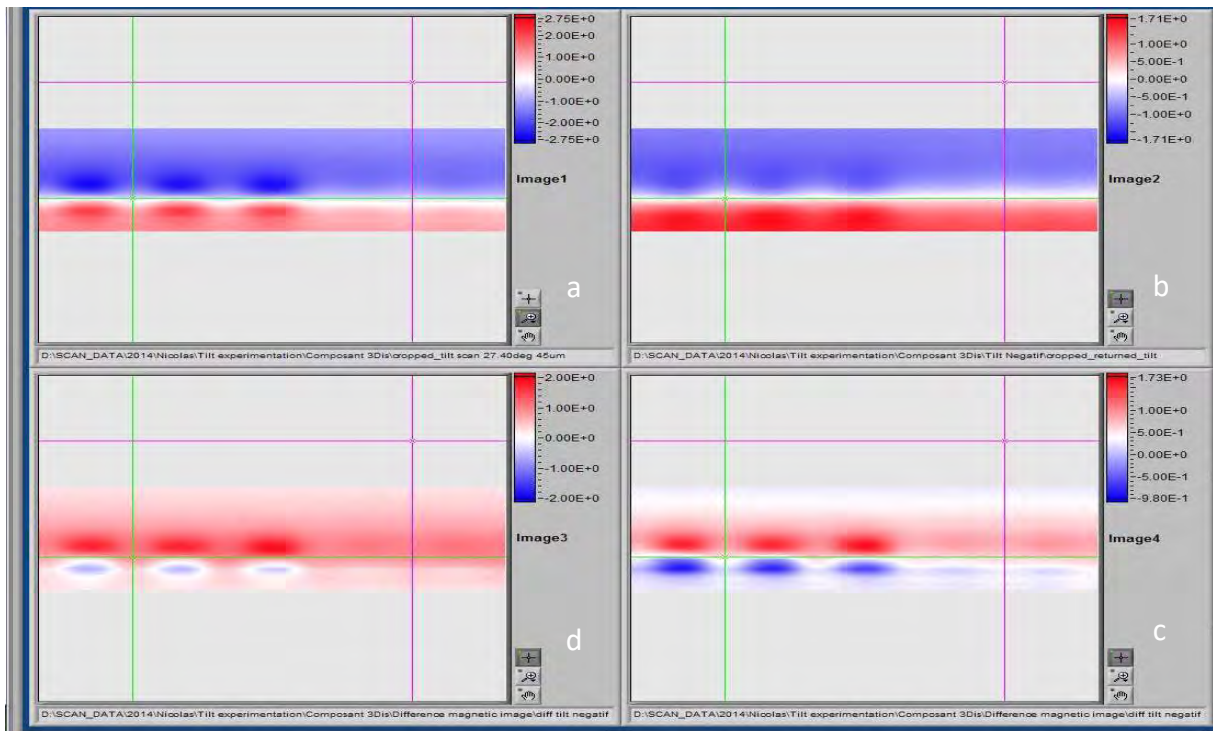 2.75E+0
2.00E+0
1.00E+0
0.00E+0
-1.00E+0
-2.00E+0
-2.75E+0
Image1
a
D:\SCAN_DATA\2014\Nicolas\Tilt experimentation\Composant 3Dis\cropped_tilt scan 27.40deg 45um
1.71E+0
1.00E+0
5.00E-1
0.00E+0
-5.00E-1
-1.00E+0
-1.71E+0
Image2
b
D:\SCAN_DATA\2014\Nicolas\Tilt experimentation\Composant 3Dis\Tilt Negatif\cropped_returned_tilt
2.00E+0
1.00E+0
0.00E+0
-1.00E+0
-2.00E+0
Image3
d
D:\SCAN_DATA\2014\Nicolas\Tilt experimentation\Composant 3Dis\Difference magnetic image\diff tilt negatif
1.73E+0
1.00E+0
5.00E-1
0.00E+0
-5.00E-1
-9.80E-1
Image4
c
D:\SCAN_DATA\2014\Nicolas\Tilt experimentation\Composant 3Dis\Difference magnetic image\diff tilt negatif